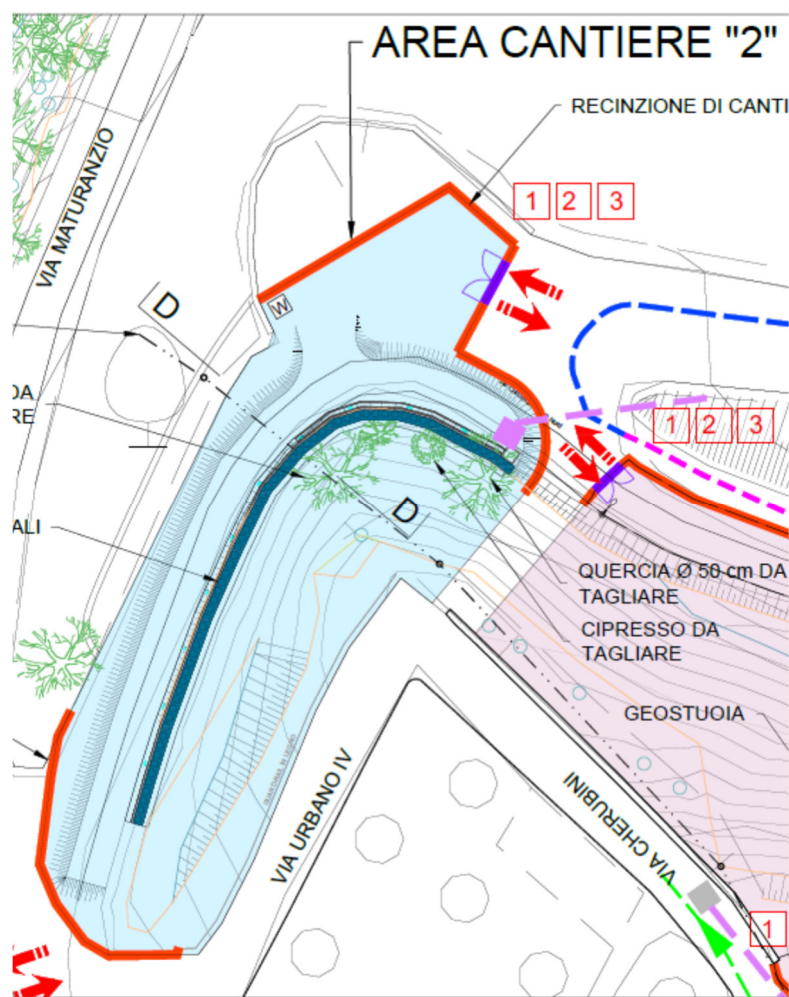 AREA CANTIERE "2"
RECINZIONE DI CANTI
1 2 3
VIA MATURANZIO
W
D
DA
RE
1 2 3
ALI
D
QUERCIA Ø 50 cm DA
TAGLIARE
CIPRESSO DA
TAGLIARE
GEOSTUOIA
VIA URBANO IV
VIA CHERUBINI
1